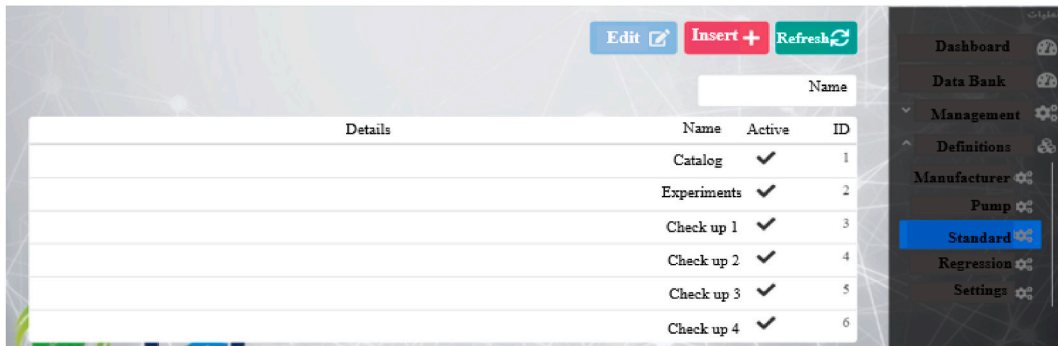 عملیات
Edit Insert Refresh
Name
Details Name Active ID
Catalog 1
Experiments 2
Check up 1 3
Check up 2 4
Check up 3 5
Check up 4 6
Dashboard
Data Bank
Management
Definitions
Manufacturer
Pump
Standard
Regression
Settings